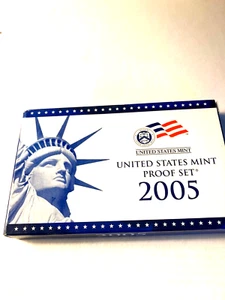 UNITED STATES MINT
UNITED STATES MINT
PROOF SET®
2005